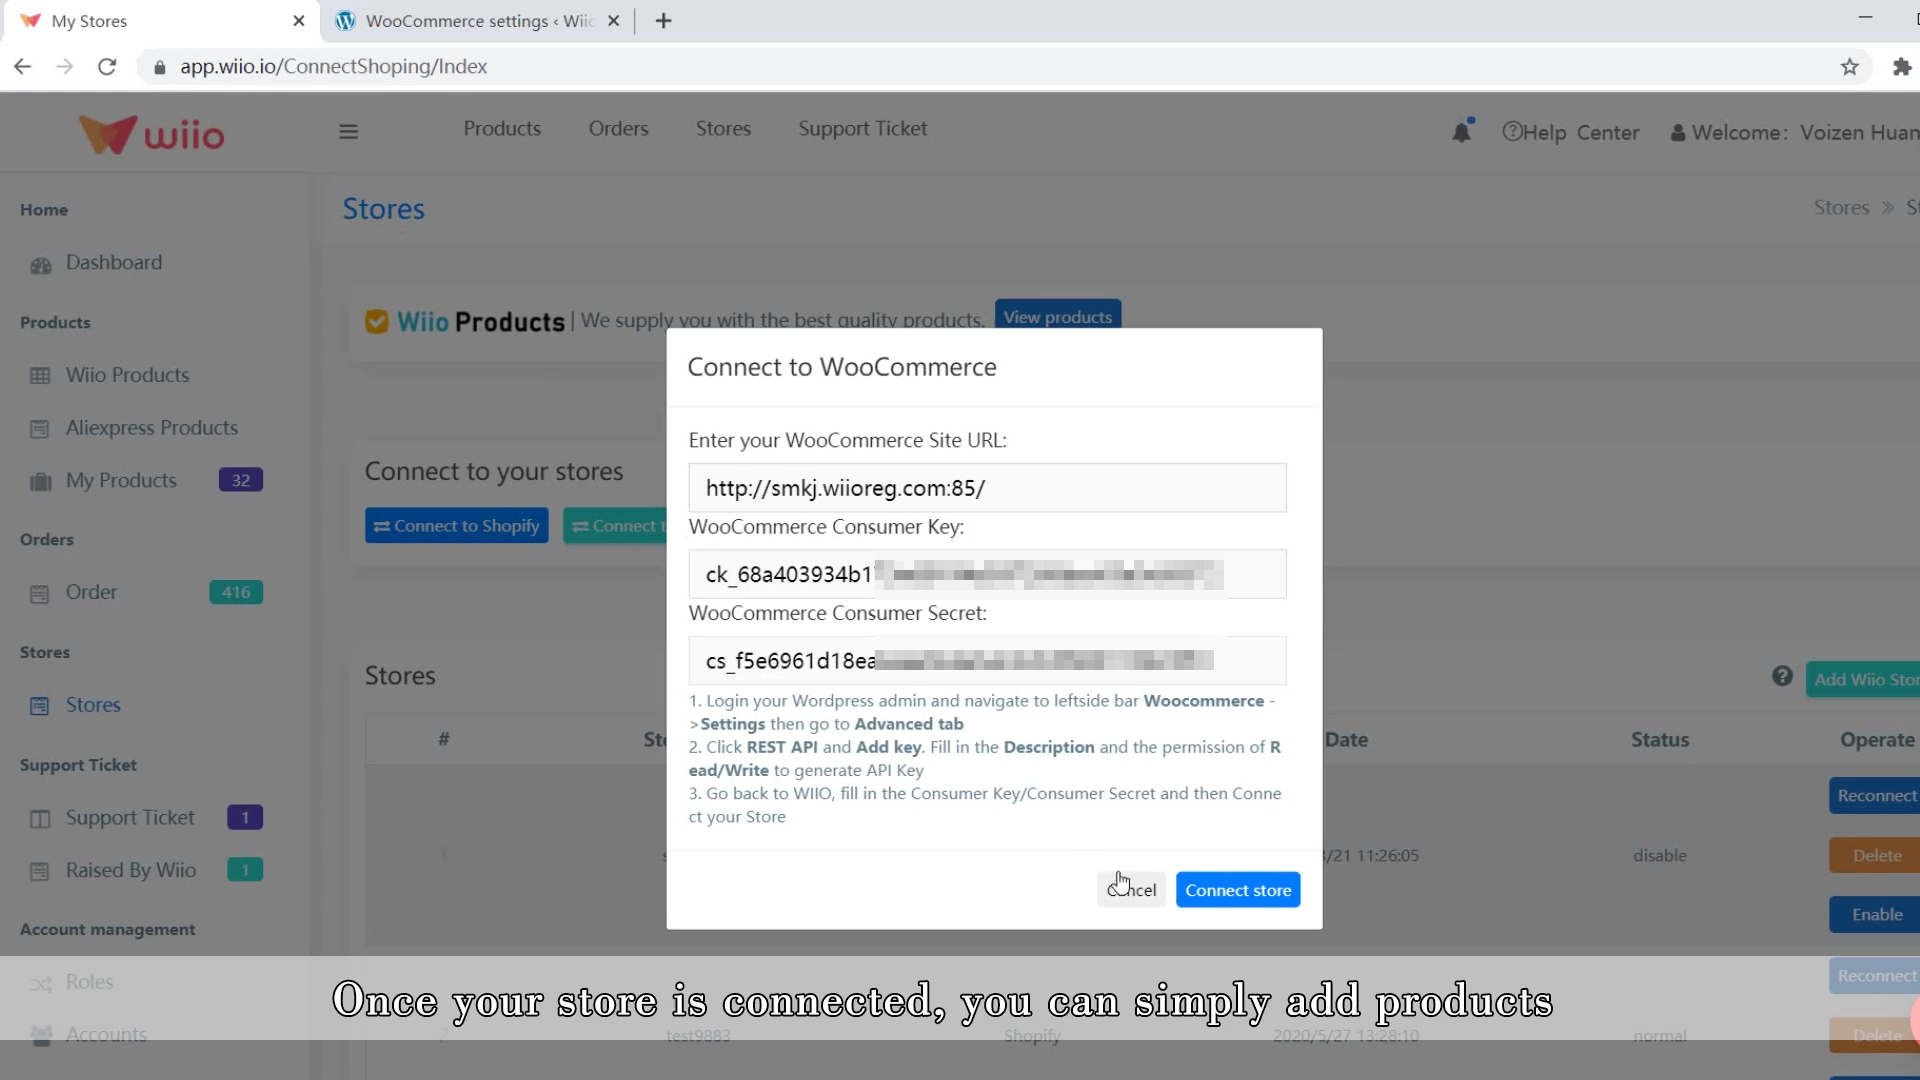 My Stores
WooCommerce settings ‹ Wiio
app.wiio.io/ConnectShoping/Index
wiio
Products Orders Stores Support Ticket
Help Center
Welcome: Voizen Huan
Home
Dashboard
Products
Wiio Products
Aliexpress Products
My Products 32
Orders
Order 416
Stores
Stores
Support Ticket
Support Ticket 1
Raised By Wiio 1
Account management
Roles
Accounts
Stores
Stores »
Wiio Products | We supply you with the best quality products.
View products
Connect to your stores
Connect to Shopify
Connect
Stores
Add Wiio Stor
# Date Status Operate
/21 11:26:05 disable
Reconnect
Delete
Enable
test9883 Shopify 2020/5/27 13:28:10 normal
Reconnect
Delete
Connect to WooCommerce
Enter your WooCommerce Site URL:
http://smkj.wiioreg.com:85/
WooCommerce Consumer Key:
ck_68a403934b1
WooCommerce Consumer Secret:
cs_f5e6961d18ea
1. Login your Wordpress admin and navigate to leftside bar Woocommerce -
>Settings then go to Advanced tab
2. Click REST API and Add key. Fill in the Description and the permission of R
ead/Write to generate API Key
3. Go back to WIIO, fill in the Consumer Key/Consumer Secret and then Conne
ct your Store
Cancel
Connect store
Once your store is connected, you can simply add products